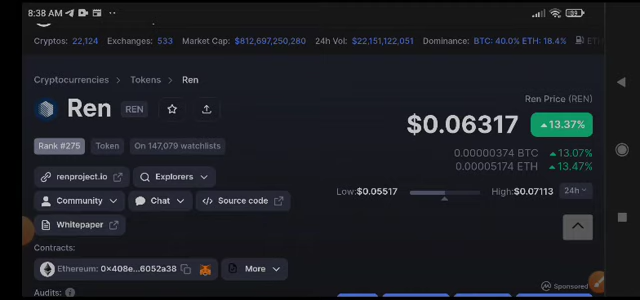 8:38 AM
Cryptos: 22,124 Exchanges: 533 Market Cap: $812,697,250,280 24h Vol: $22,151,122,051 Dominance: BTC: 40.0% ETH: 18.4% ETH
Cryptocurrencies > Tokens > Ren
Ren REN
Ren Price (REN)
$0.06317 13.37%
Rank #275 Token On 147,079 watchlists
0.00000374 BTC 13.07%
0.00005174 ETH 13.47%
renproject.io Explorers
Low: $0.05517 High: $0.07113 24h
Community Chat Source code
Whitepaper
Contracts:
Ethereum: 0x408e...6052a38 More
Sponsored
Audits: